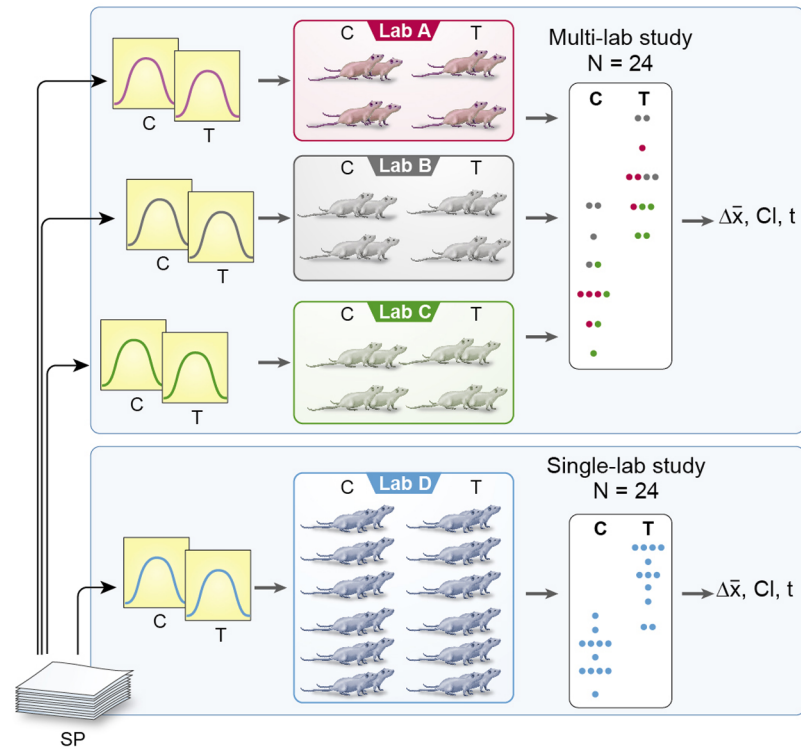 C Lab A T
Multi-lab study
N = 24
C T
C
T
C Lab B T
C
T
Δx̄, CI, t
C Lab C T
C
T
C Lab D T
Single-lab study
N = 24
C T
C
T
Δx̄, CI, t
SP